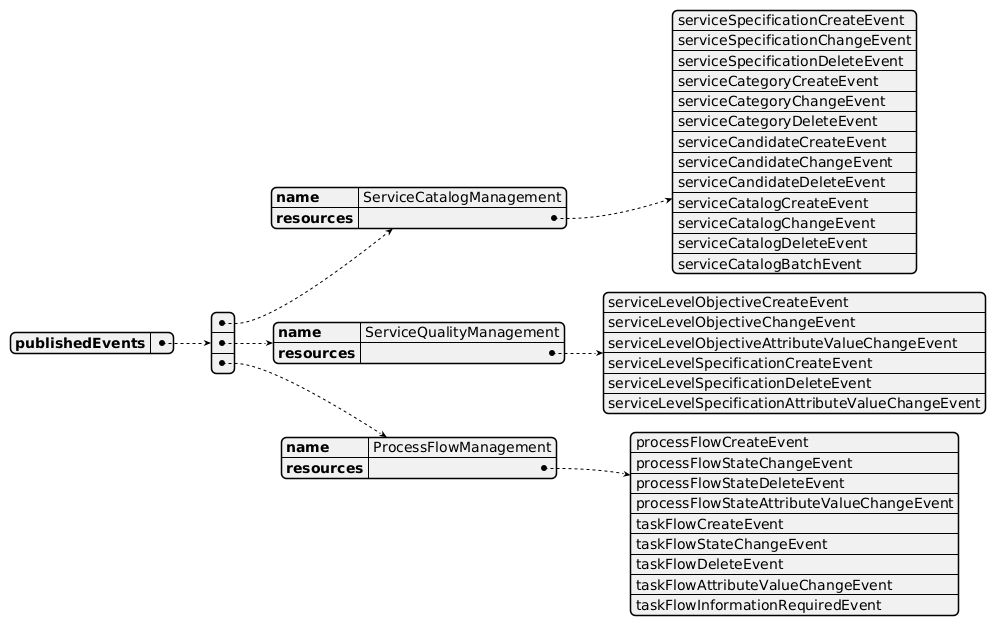 publishedEvents
name ServiceCatalogManagement
resources
serviceSpecificationCreateEvent
serviceSpecificationChangeEvent
serviceSpecificationDeleteEvent
serviceCategoryCreateEvent
serviceCategoryChangeEvent
serviceCategoryDeleteEvent
serviceCandidateCreateEvent
serviceCandidateChangeEvent
serviceCandidateDeleteEvent
serviceCatalogCreateEvent
serviceCatalogChangeEvent
serviceCatalogDeleteEvent
serviceCatalogBatchEvent
name ServiceQualityManagement
resources
serviceLevelObjectiveCreateEvent
serviceLevelObjectiveChangeEvent
serviceLevelObjectiveAttributeValueChangeEvent
serviceLevelSpecificationCreateEvent
serviceLevelSpecificationDeleteEvent
serviceLevelSpecificationAttributeValueChangeEvent
name ProcessFlowManagement
resources
processFlowCreateEvent
processFlowStateChangeEvent
processFlowStateDeleteEvent
processFlowStateAttributeValueChangeEvent
taskFlowCreateEvent
taskFlowStateChangeEvent
taskFlowDeleteEvent
taskFlowAttributeValueChangeEvent
taskFlowInformationRequiredEvent